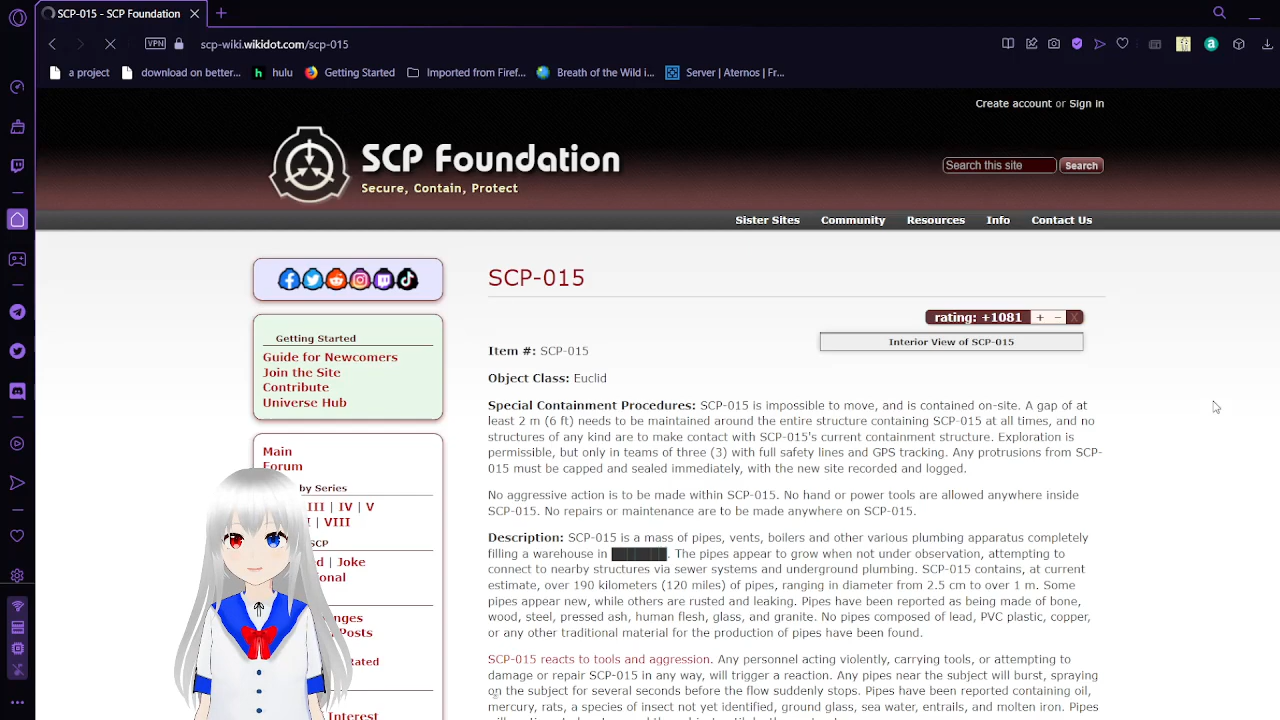 SCP-015 - SCP Foundation
VPN
scp-wiki.wikidot.com/scp-015
a project
download on better...
hulu
Getting Started
Imported from Firef...
Breath of the Wild i...
Server | Aternos | Fr...
Create account or Sign in
SCP Foundation
Secure, Contain, Protect
Search this site
Search
Sister Sites
Community
Resources
Info
Contact Us
Getting Started
Guide for Newcomers
Join the Site
Contribute
Universe Hub
Main
Forum
by Series
III | IV | V
| VIII
SCP
| Joke
Interest
SCP-015
rating: +1081 + − X
Interior View of SCP-015
Item #: SCP-015
Object Class: Euclid
Special Containment Procedures: SCP-015 is impossible to move, and is contained on-site. A gap of at
least 2 m (6 ft) needs to be maintained around the entire structure containing SCP-015 at all times, and no
structures of any kind are to make contact with SCP-015's current containment structure. Exploration is
permissible, but only in teams of three (3) with full safety lines and GPS tracking. Any protrusions from SCP-
015 must be capped and sealed immediately, with the new site recorded and logged.
No aggressive action is to be made within SCP-015. No hand or power tools are allowed anywhere inside
SCP-015. No repairs or maintenance are to be made anywhere on SCP-015.
Description: SCP-015 is a mass of pipes, vents, boilers and other various plumbing apparatus completely
filling a warehouse in ███████. The pipes appear to grow when not under observation, attempting to
connect to nearby structures via sewer systems and underground plumbing. SCP-015 contains, at current
estimate, over 190 kilometers (120 miles) of pipes, ranging in diameter from 2.5 cm to over 1 m. Some
pipes appear new, while others are rusted and leaking. Pipes have been reported as being made of bone,
wood, steel, pressed ash, human flesh, glass, and granite. No pipes composed of lead, PVC plastic, copper,
or any other traditional material for the production of pipes have been found.
SCP-015 reacts to tools and aggression. Any personnel acting violently, carrying tools, or attempting to
damage or repair SCP-015 in any way, will trigger a reaction. Any pipes near the subject will burst, spraying
on the subject for several seconds before the flow suddenly stops. Pipes have been reported containing oil,
mercury, rats, a species of insect not yet identified, ground glass, sea water, entrails, and molten iron. Pipes